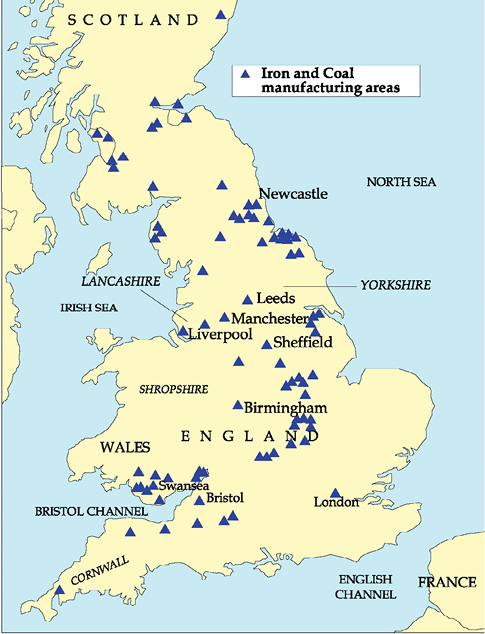 SCOTLAND
Iron and Coal
manufacturing areas
NORTH SEA
Newcastle
LANCASHIRE
YORKSHIRE
IRISH SEA
Leeds
Manchester
Liverpool
Sheffield
SHROPSHIRE
Birmingham
ENGLAND
WALES
Swansea
Bristol
London
BRISTOL CHANNEL
CORNWALL
ENGLISH
CHANNEL
FRANCE